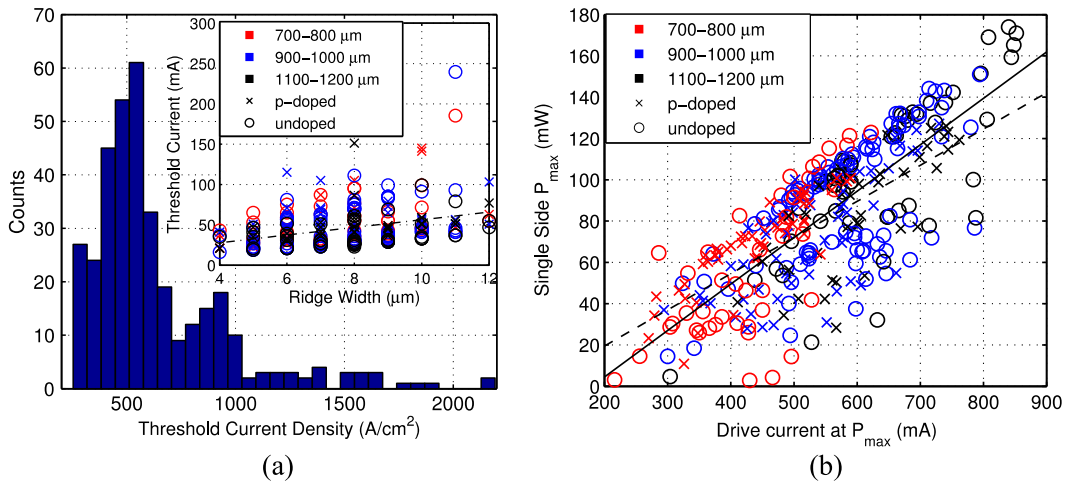 70
60
50
40
30
20
10
0
Counts
500
1000
1500
2000
Threshold Current Density (A/cm²)
300
250
200
150
100
50
0
Threshold Current (mA)
4
6
8
10
12
Ridge Width (μm)
700−800 μm
900−1000 μm
1100−1200 μm
p−doped
undoped
(a)
180
160
140
120
100
80
60
40
20
0
Single Side P_max (mW)
200
300
400
500
600
700
800
900
Drive current at P_max (mA)
700−800 μm
900−1000 μm
1100−1200 μm
p−doped
undoped
(b)